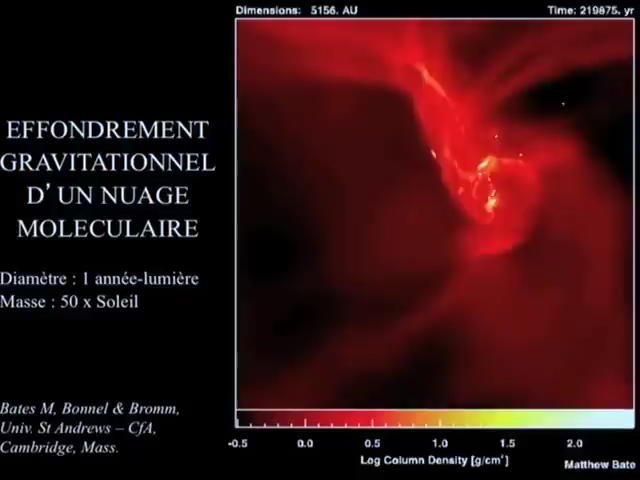 Dimensions: 5156. AU
Time: 219875. yr
EFFONDREMENT
GRAVITATIONNEL
D’UN NUAGE
MOLECULAIRE
Diamètre : 1 année-lumière
Masse : 50 x Soleil
Bates M, Bonnel & Bromm,
Univ. St Andrews – CfA,
Cambridge, Mass.
-0.5 0.0 0.5 1.0 1.5 2.0
Log Column Density [g/cm²]
Matthew Bate